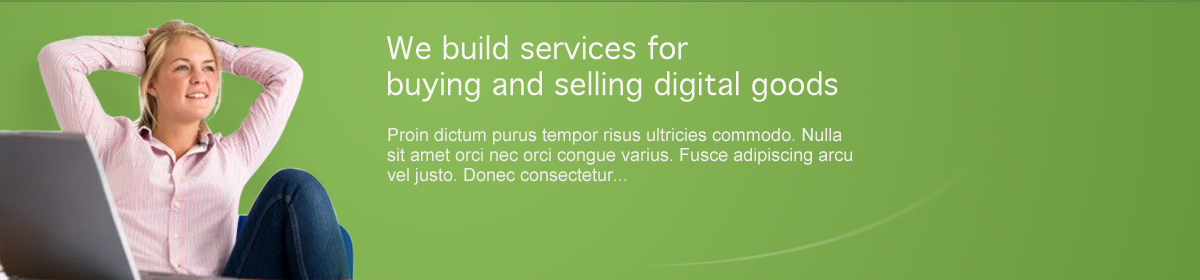 We build services for
buying and selling digital goods
Proin dictum purus tempor risus ultricies commodo. Nulla
sit amet orci nec orci congue varius. Fusce adipiscing arcu
vel justo. Donec consectetur...